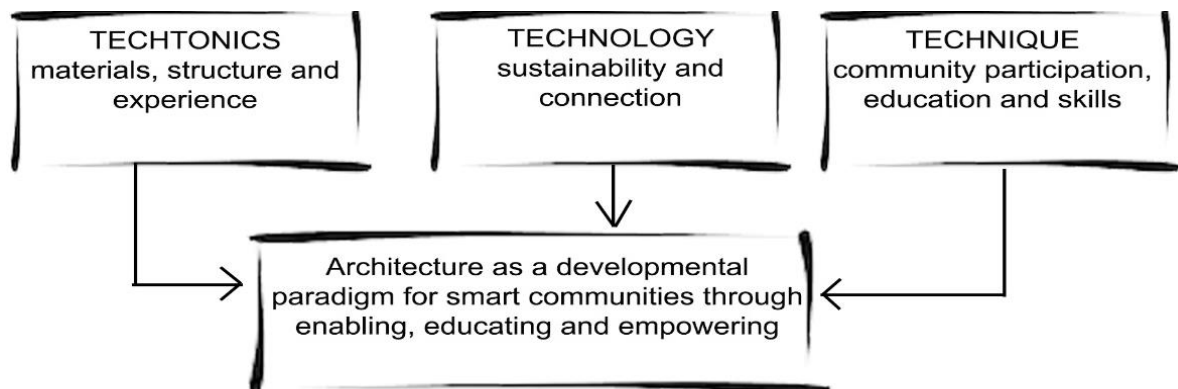 TECHTONICS
materials, structure and
experience
TECHNOLOGY
sustainability and
connection
TECHNIQUE
community participation,
education and skills
Architecture as a developmental
paradigm for smart communities through
enabling, educating and empowering